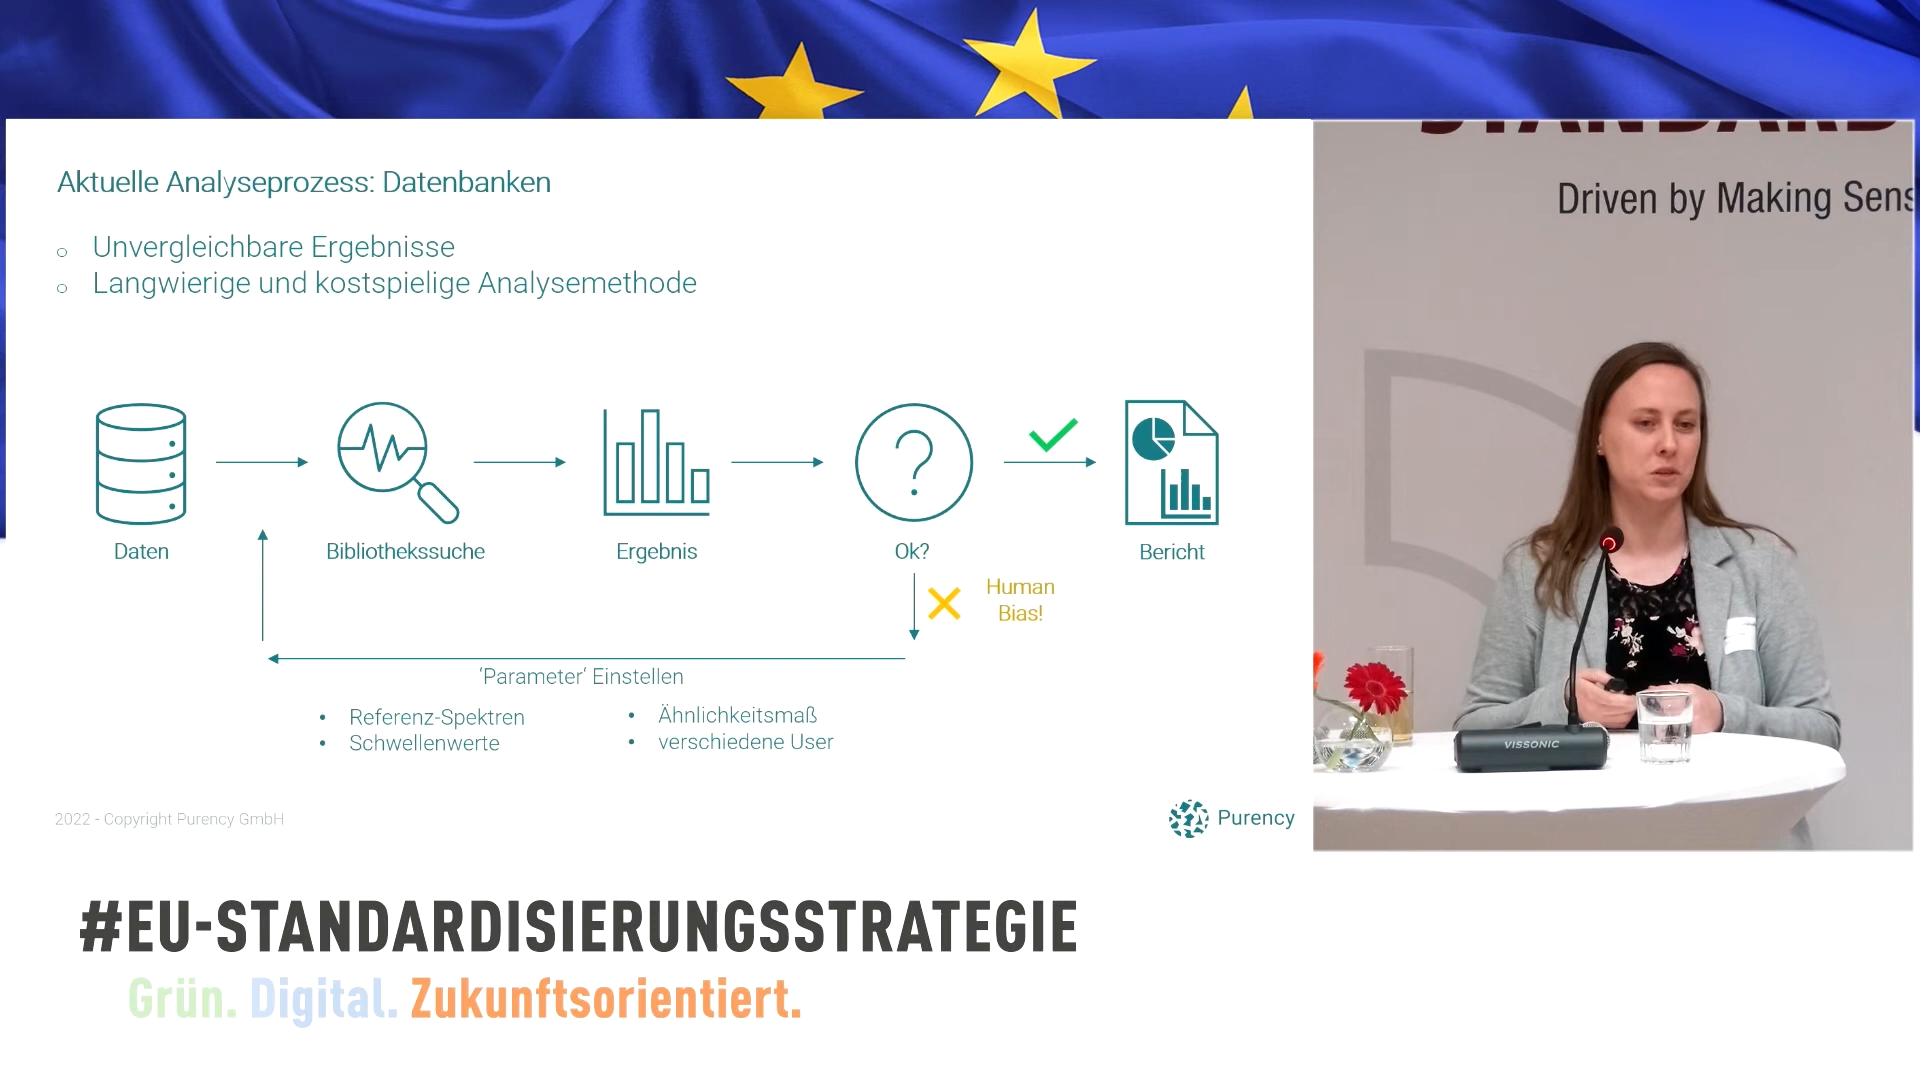 Aktuelle Analyseprozess: Datenbanken
Unvergleichbare Ergebnisse
Langwierige und kostspielige Analysemethode
Daten
Bibliothekssuche
Ergebnis
Ok?
Bericht
Human
Bias!
‘Parameter‘ Einstellen
• Referenz-Spektren
• Schwellenwerte
• Ähnlichkeitsmaß
• verschiedene User
2022 - Copyright Purency GmbH
Purency
STANDARD
Driven by Making Sens
VISSONIC
#EU-STANDARDISIERUNGSSTRATEGIE
Grün. Digital. Zukunftsorientiert.